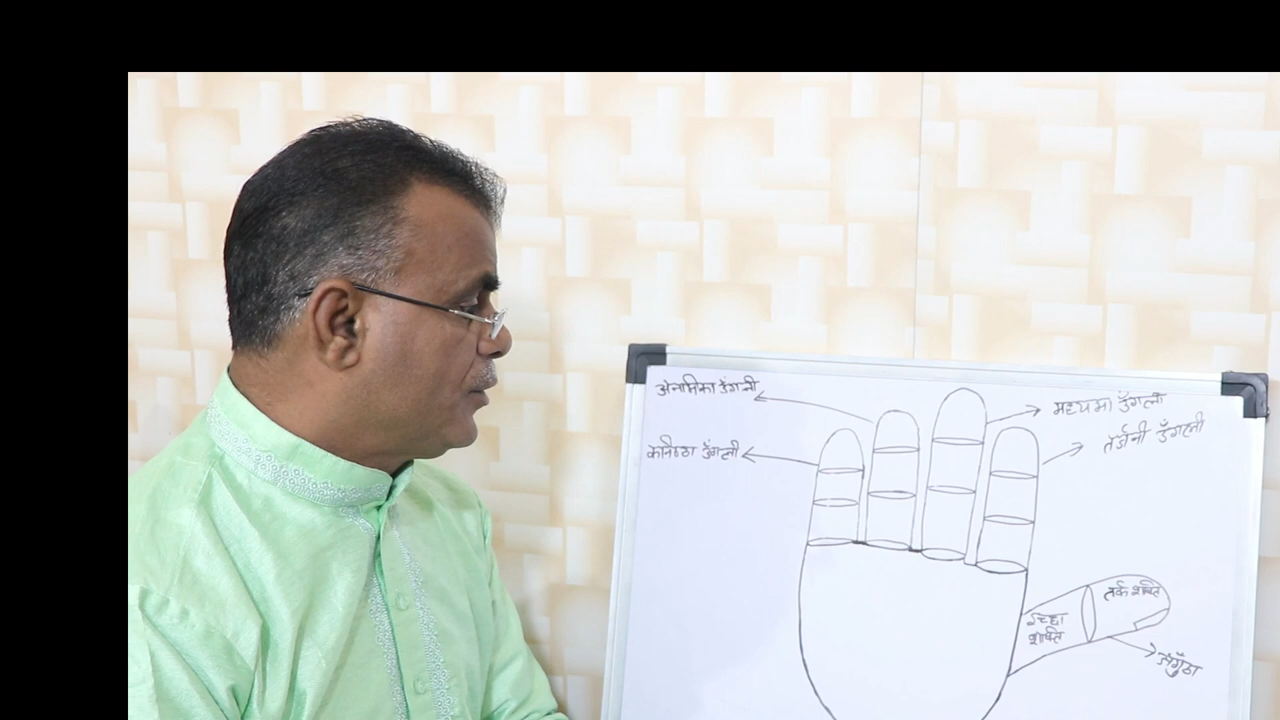 अनामिका उँगली
मध्यमा उँगली
कनिष्ठा उँगली
तर्जनी उँगली
तर्क शक्ति
इच्छा
शक्ति
अंगुँठा